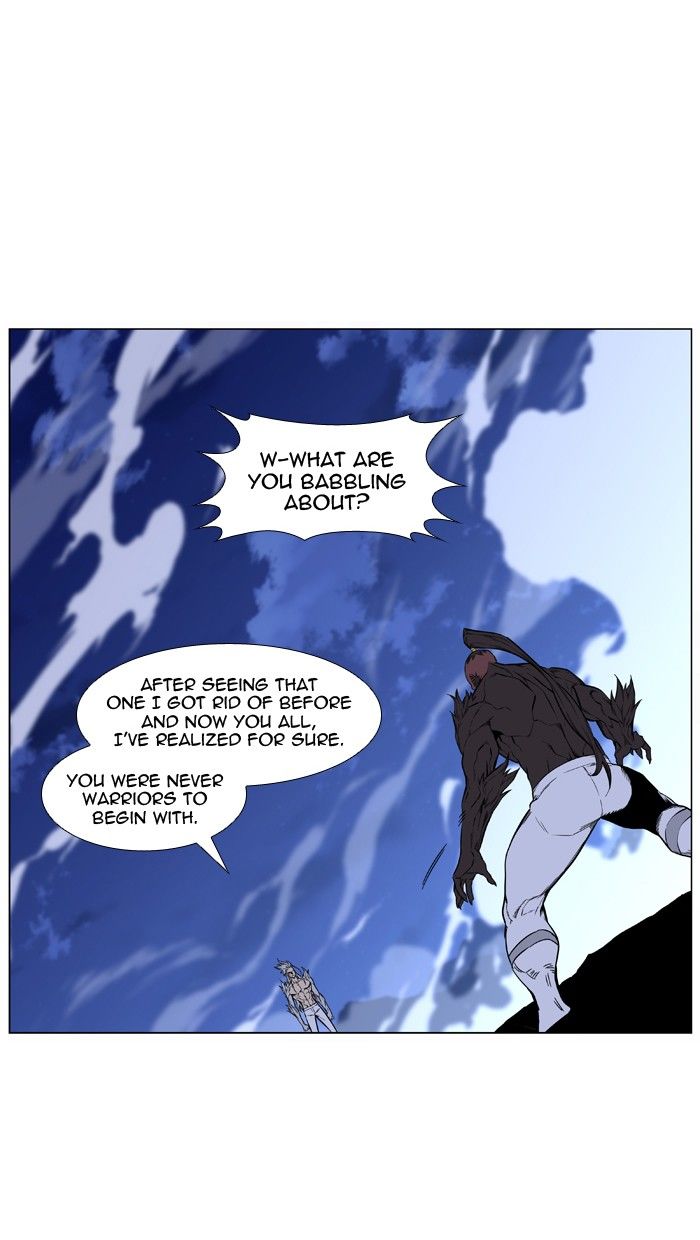 W-WHAT ARE
YOU BABBLING
ABOUT?
AFTER SEEING THAT
ONE I GOT RID OF BEFORE
AND NOW YOU ALL,
I'VE REALIZED FOR SURE.
YOU WERE NEVER
WARRIORS TO
BEGIN WITH.